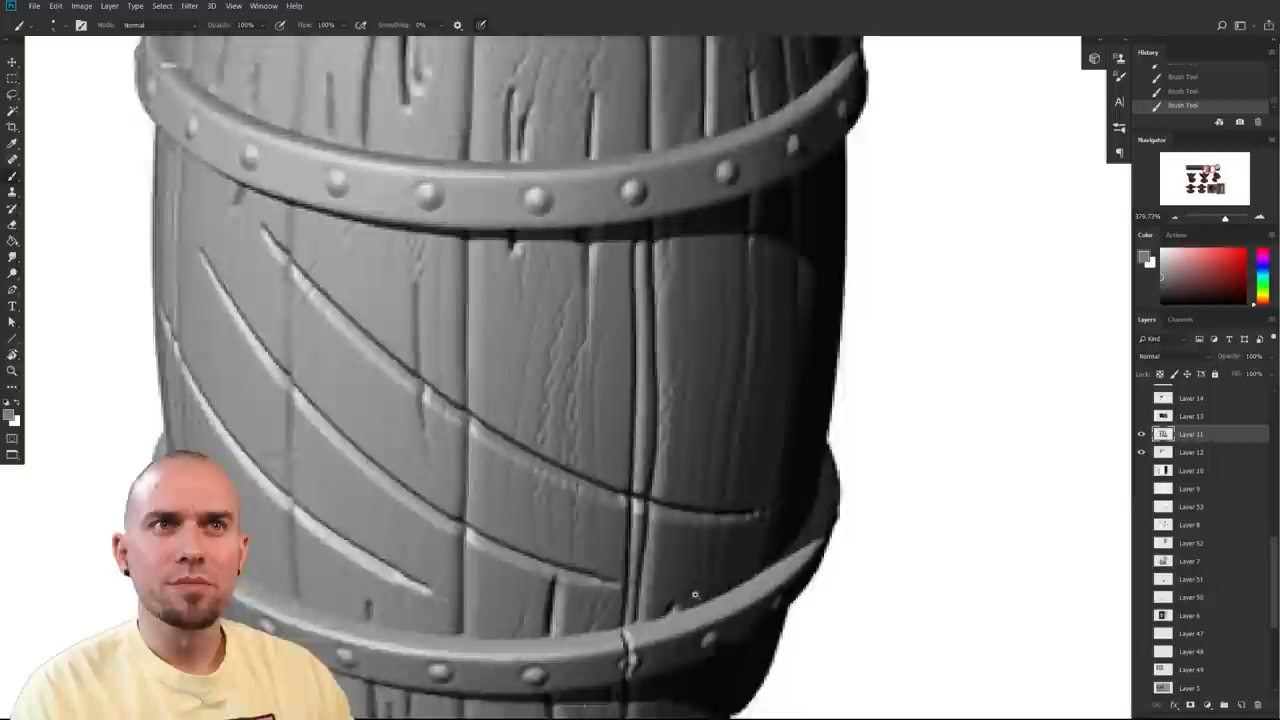 File Edit Image Layer Type Select Filter 3D View Window Help
Mode: Normal Opacity: 100% Flow: 100% Smoothing: 0%
History
Brush Tool
Brush Tool
Brush Tool
Navigator
379.73%
Color Actions
Layers Channels
Kind
Normal Opacity: 100%
Lock: Fill: 100%
Layer 14
Layer 13
Layer 11
Layer 12
Layer 10
Layer 9
Layer 53
Layer 8
Layer 52
Layer 7
Layer 51
Layer 50
Layer 6
Layer 47
Layer 48
Layer 49
Layer 5